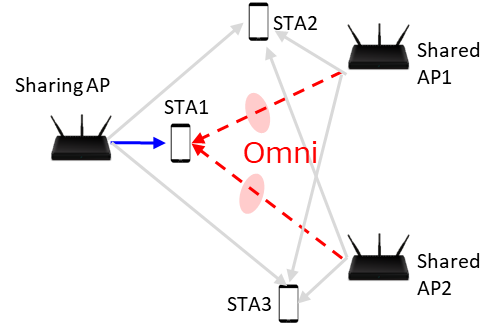 STA2
Shared
AP1
Sharing AP
STA1
Omni
Shared
AP2
STA3